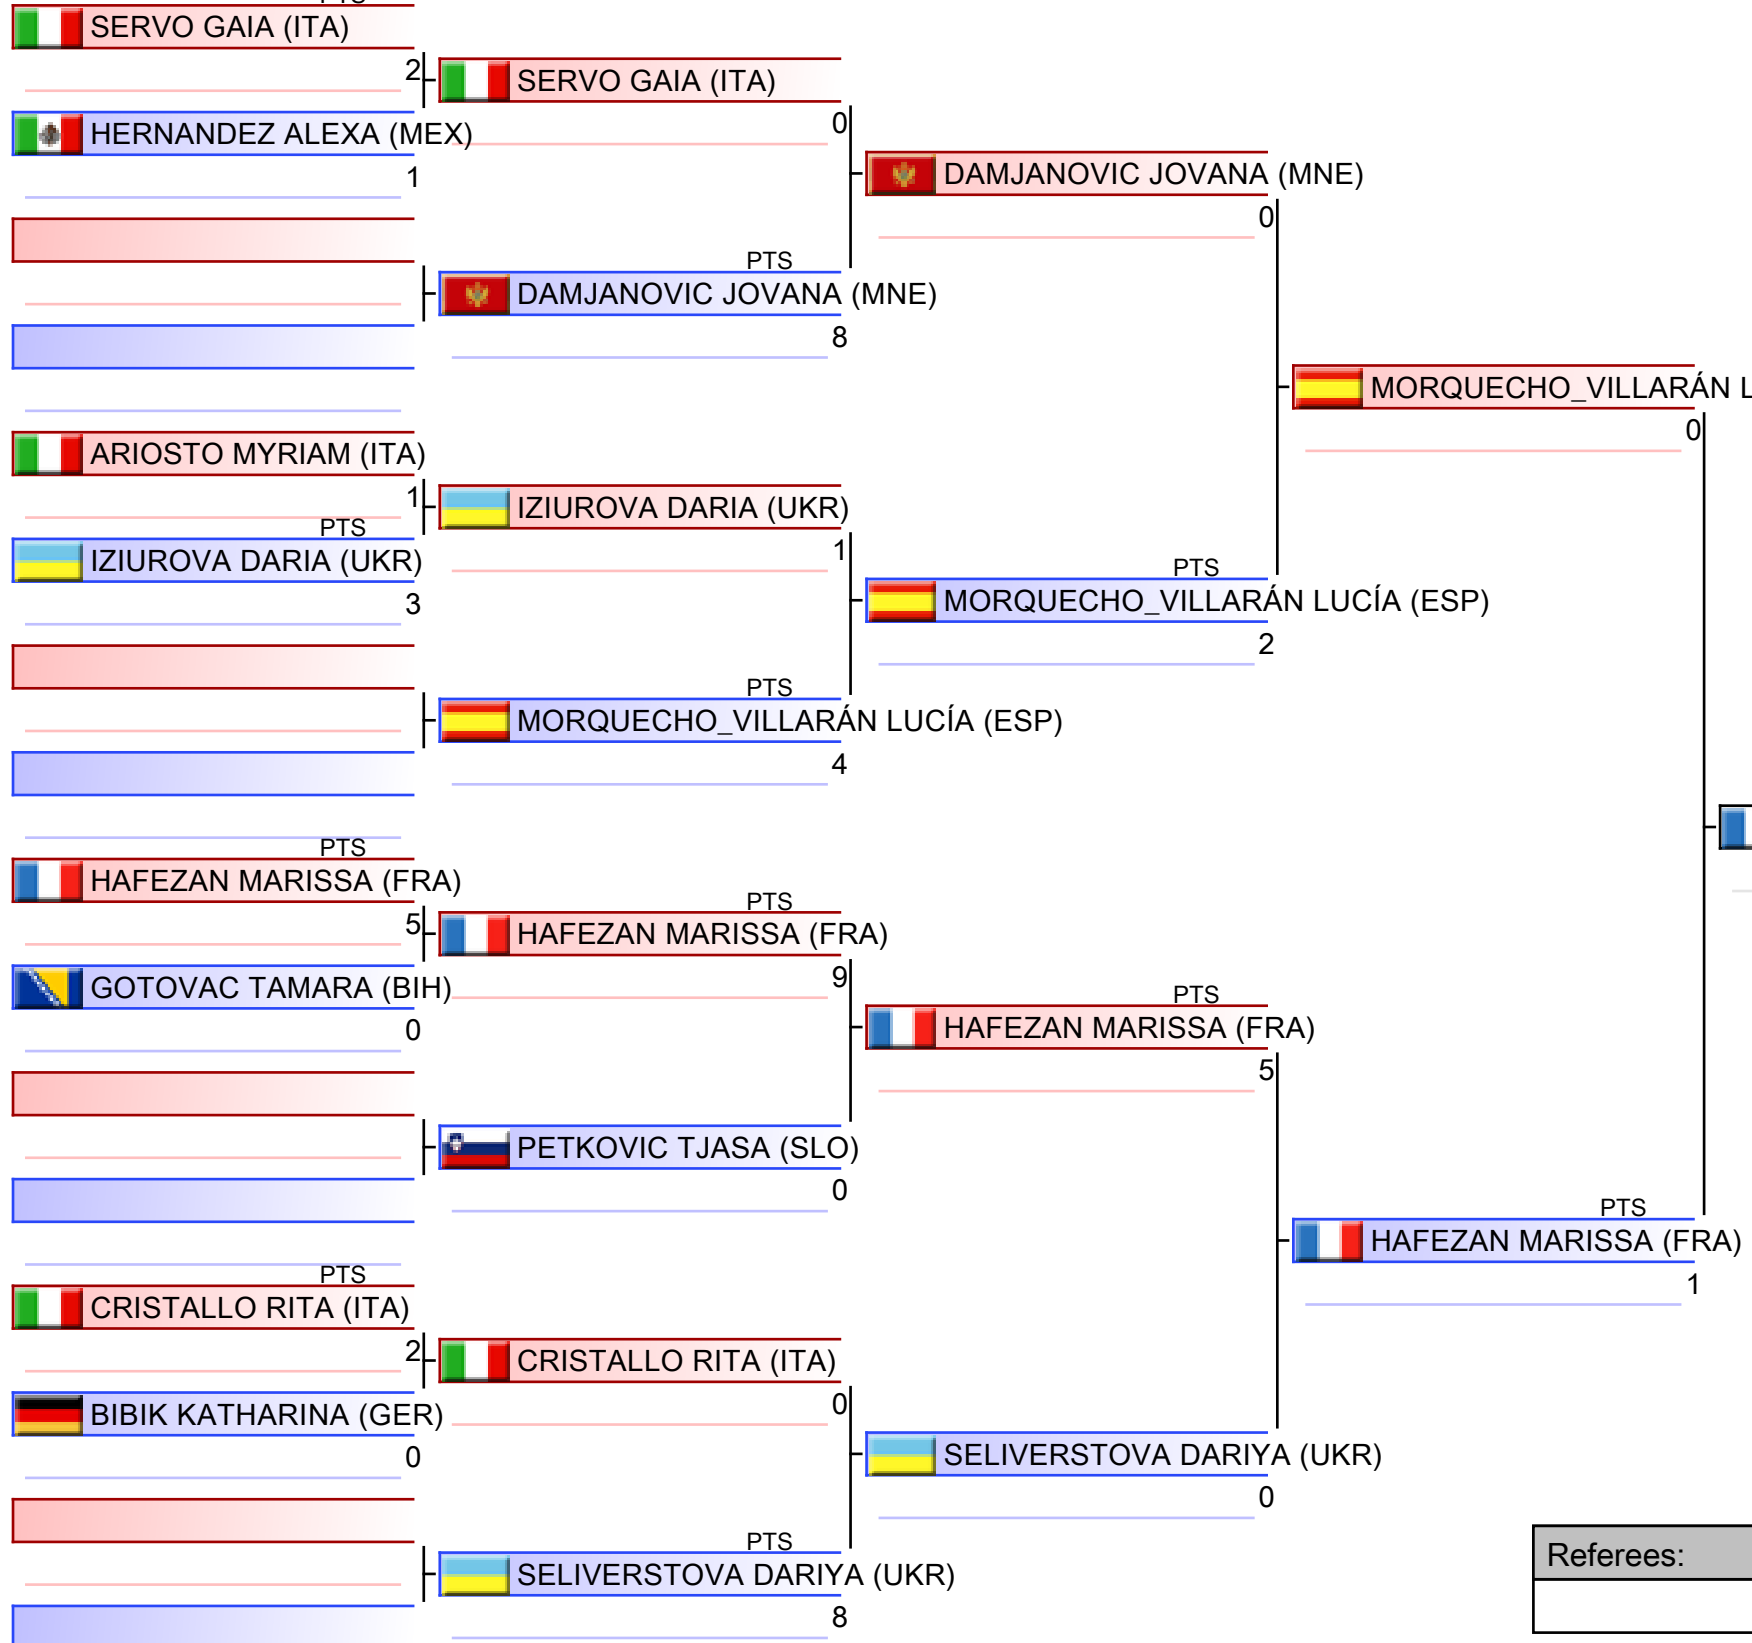 PTS
SERVO GAIA (ITA)
2
HERNANDEZ ALEXA (MEX)
1
ARIOSTO MYRIAM (ITA)
1
PTS
IZIUROVA DARIA (UKR)
3
PTS
HAFEZAN MARISSA (FRA)
5
GOTOVAC TAMARA (BIH)
0
PTS
CRISTALLO RITA (ITA)
2
BIBIK KATHARINA (GER)
0
SERVO GAIA (ITA)
0
PTS
DAMJANOVIC JOVANA (MNE)
8
IZIUROVA DARIA (UKR)
1
PTS
MORQUECHO_VILLARÁN LUCÍA (ESP)
4
PTS
HAFEZAN MARISSA (FRA)
9
PETKOVIC TJASA (SLO)
0
CRISTALLO RITA (ITA)
0
PTS
SELIVERSTOVA DARIYA (UKR)
8
DAMJANOVIC JOVANA (MNE)
0
PTS
MORQUECHO_VILLARÁN LUCÍA (ESP)
2
PTS
HAFEZAN MARISSA (FRA)
5
SELIVERSTOVA DARIYA (UKR)
0
MORQUECHO_VILLARÁN L
0
PTS
HAFEZAN MARISSA (FRA)
1
Referees: